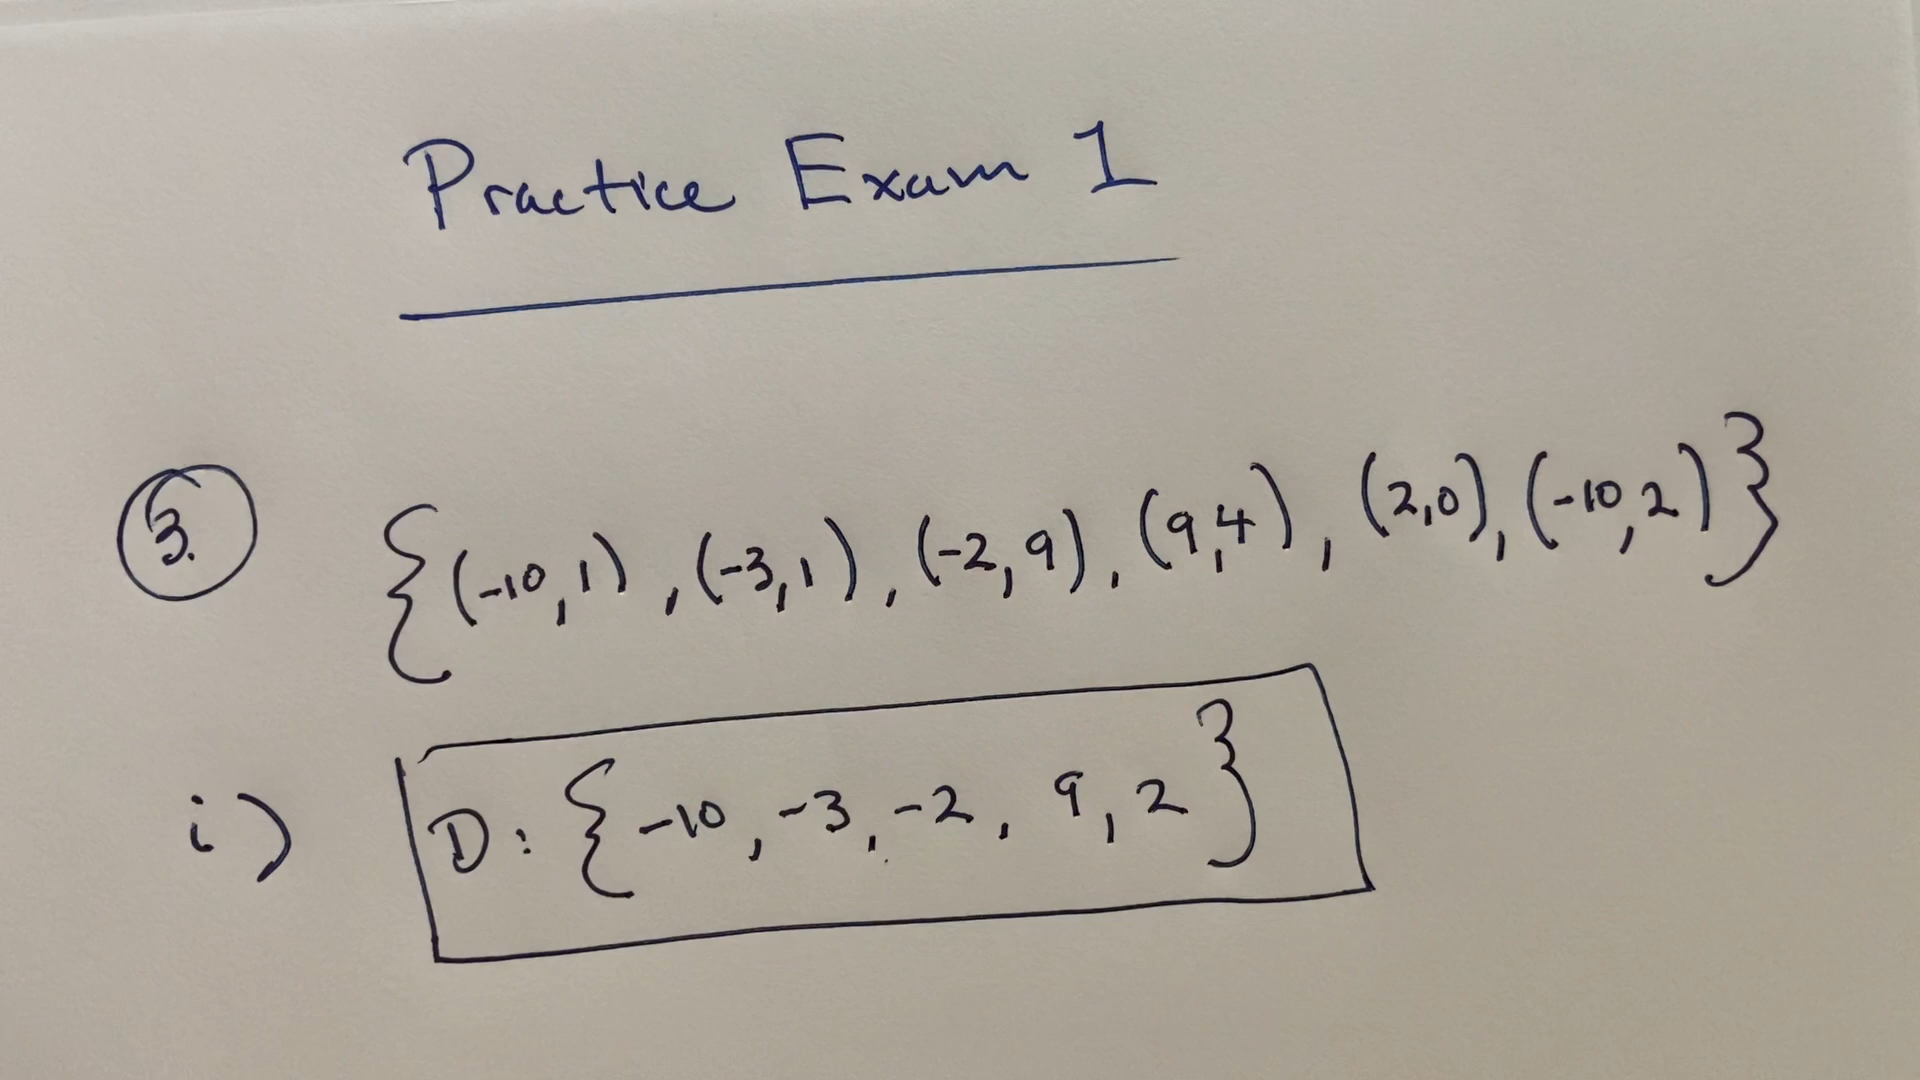 Practice Exam 1
3. {(-10,1), (-3,1), (-2,9), (9,4), (2,0), (-10,2)}
i) D: {-10, -3, -2, 9, 2}